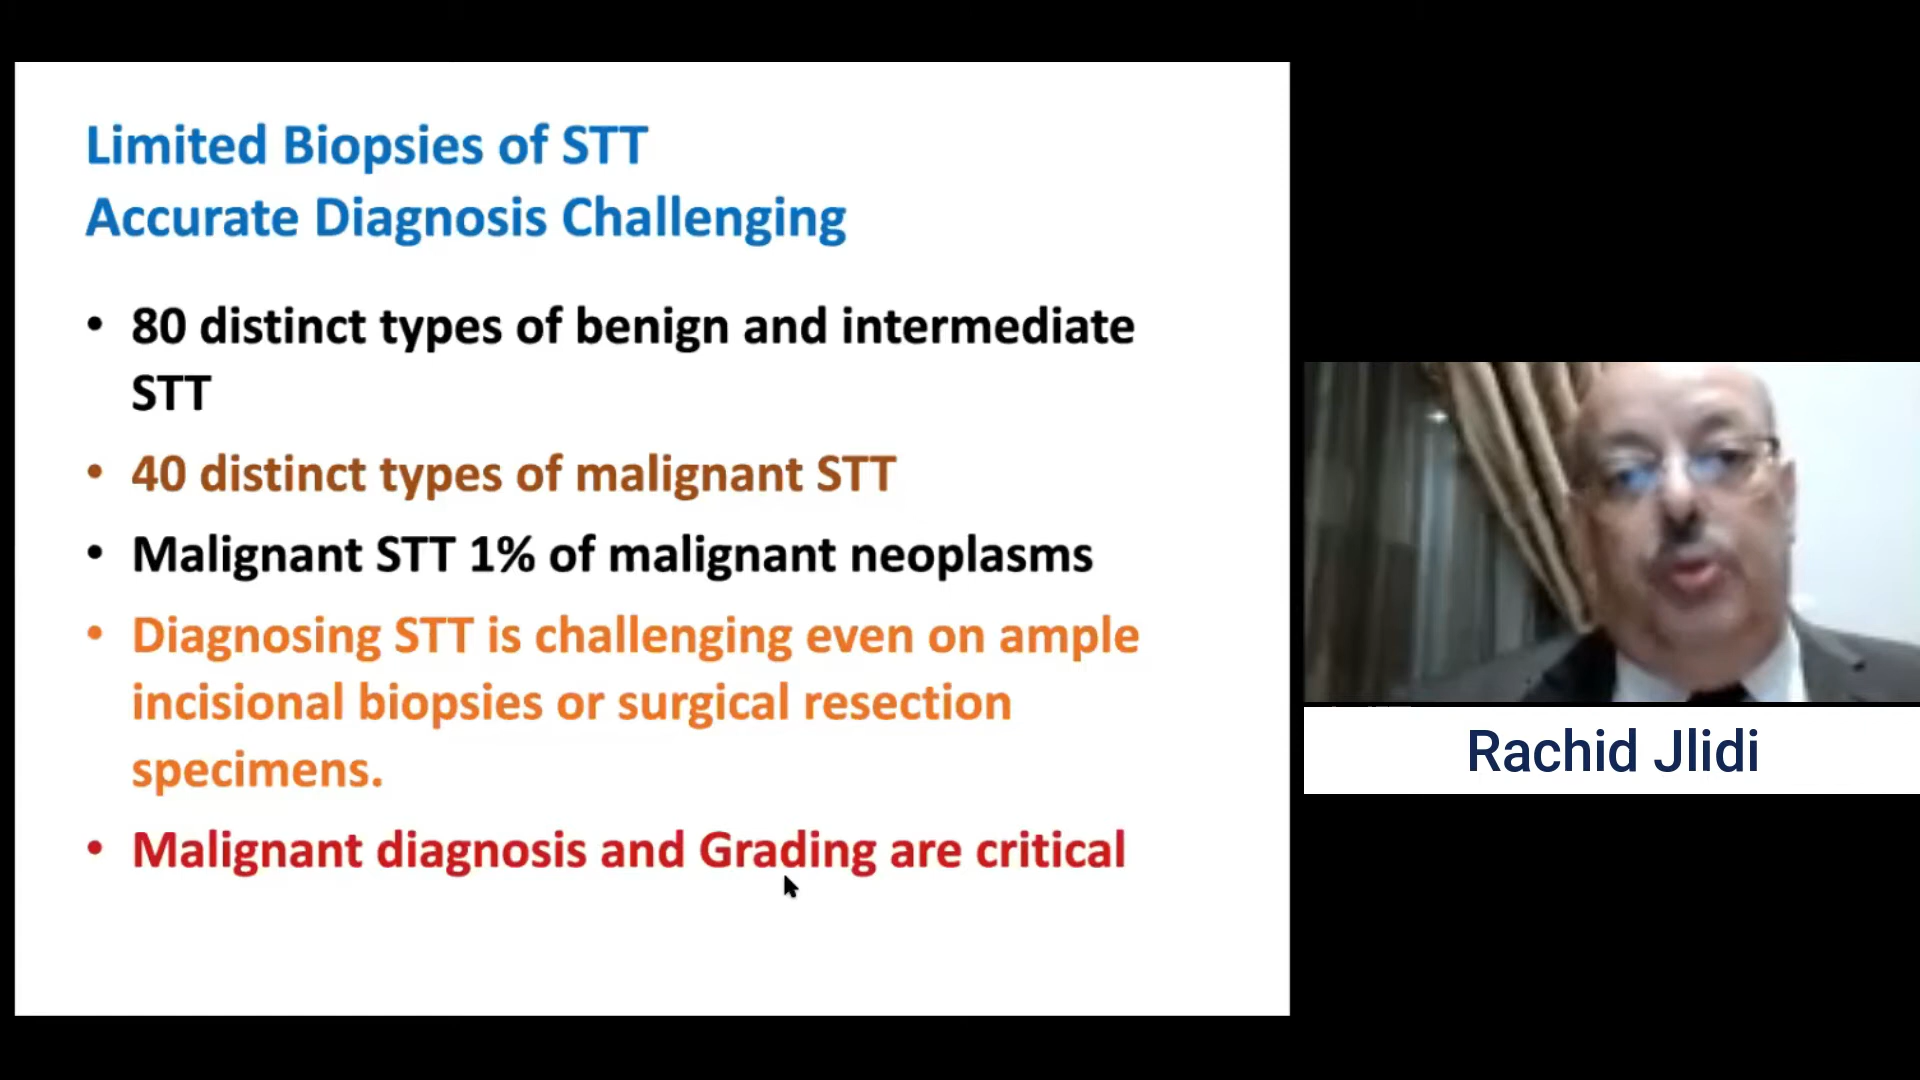 Limited Biopsies of STT
Accurate Diagnosis Challenging
• 80 distinct types of benign and intermediate
STT
• 40 distinct types of malignant STT
• Malignant STT 1% of malignant neoplasms
• Diagnosing STT is challenging even on ample
incisional biopsies or surgical resection
specimens.
• Malignant diagnosis and Grading are critical
Rachid Jlidi